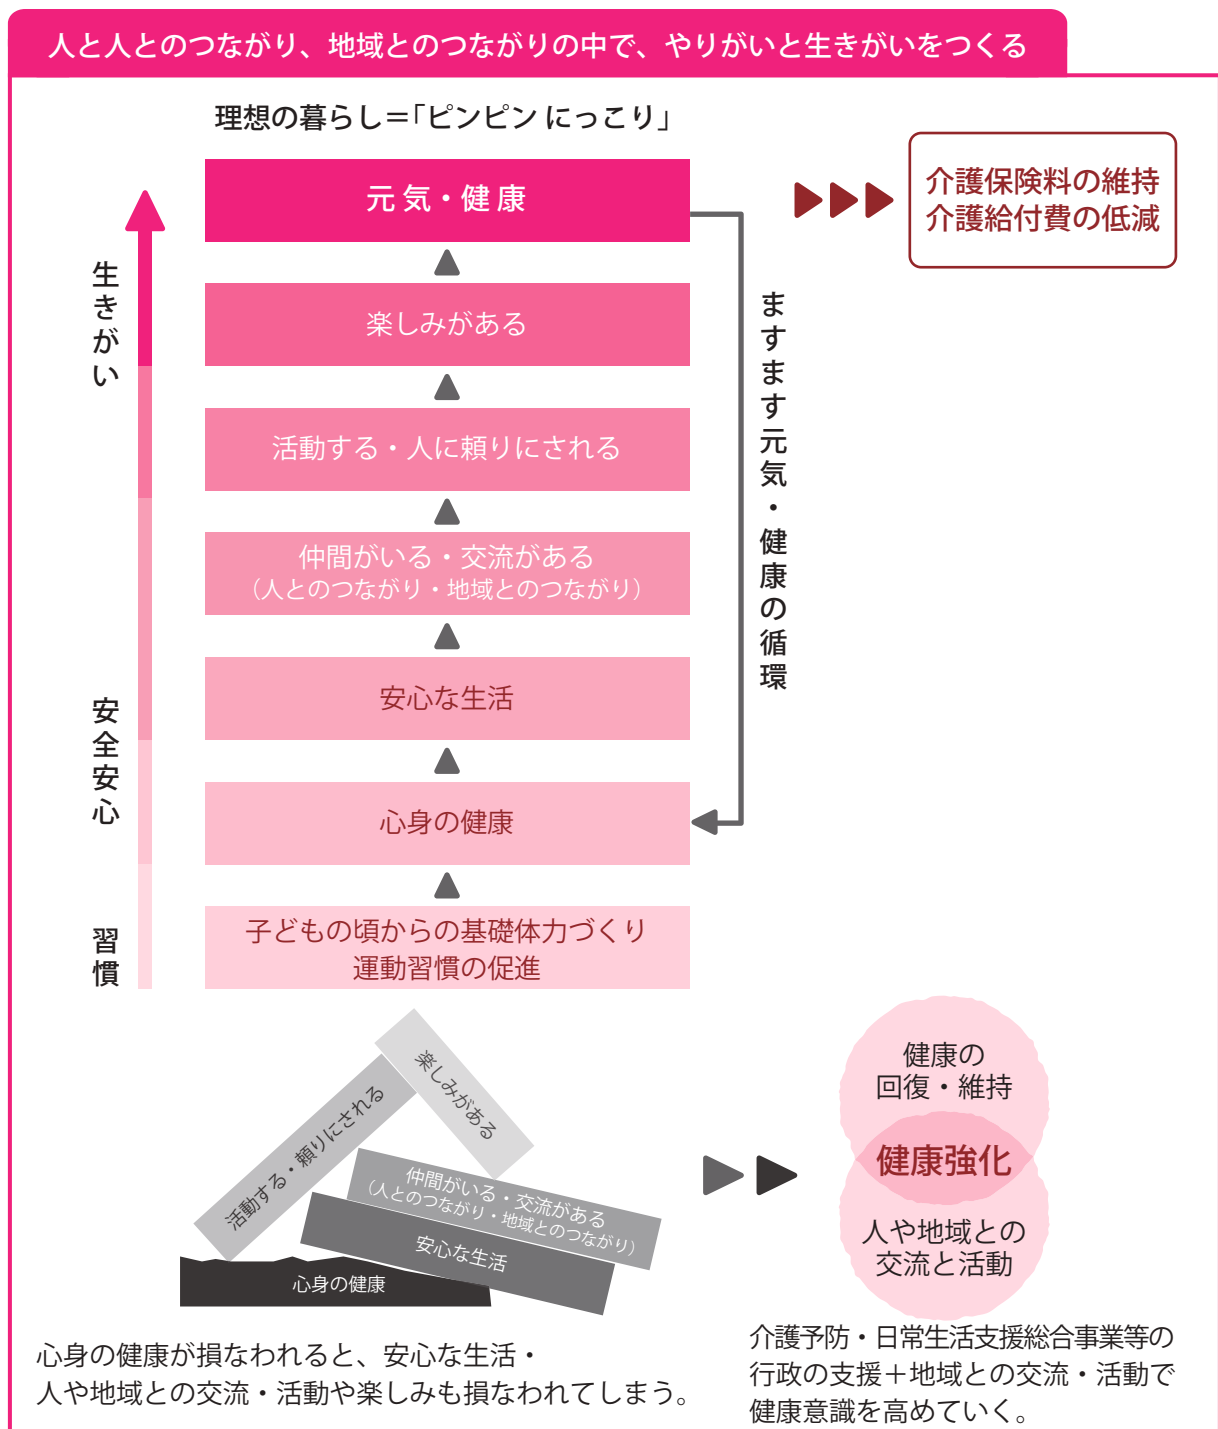 人と人とのつながり、地域とのつながりの中で、やりがいと生きがいをつくる
理想の暮らし＝「ピンピン にっこり」
元気・健康
介護保険料の維持
介護給付費の低減
生きがい
楽しみがある
ますます元気・健康の循環
活動する・人に頼りにされる
仲間がいる・交流がある
（人とのつながり・地域とのつながり）
安全安心
安心な生活
心身の健康
習慣
子どもの頃からの基礎体力づくり
運動習慣の促進
楽しみがある
活動する・頼りにされる
仲間がいる・交流がある
（人とのつながり・地域とのつながり）
安心な生活
心身の健康
健康の
回復・維持
健康強化
人や地域との
交流と活動
心身の健康が損なわれると、安心な生活・
人や地域との交流・活動や楽しみも損なわれてしまう。
介護予防・日常生活支援総合事業等の
行政の支援＋地域との交流・活動で
健康意識を高めていく。